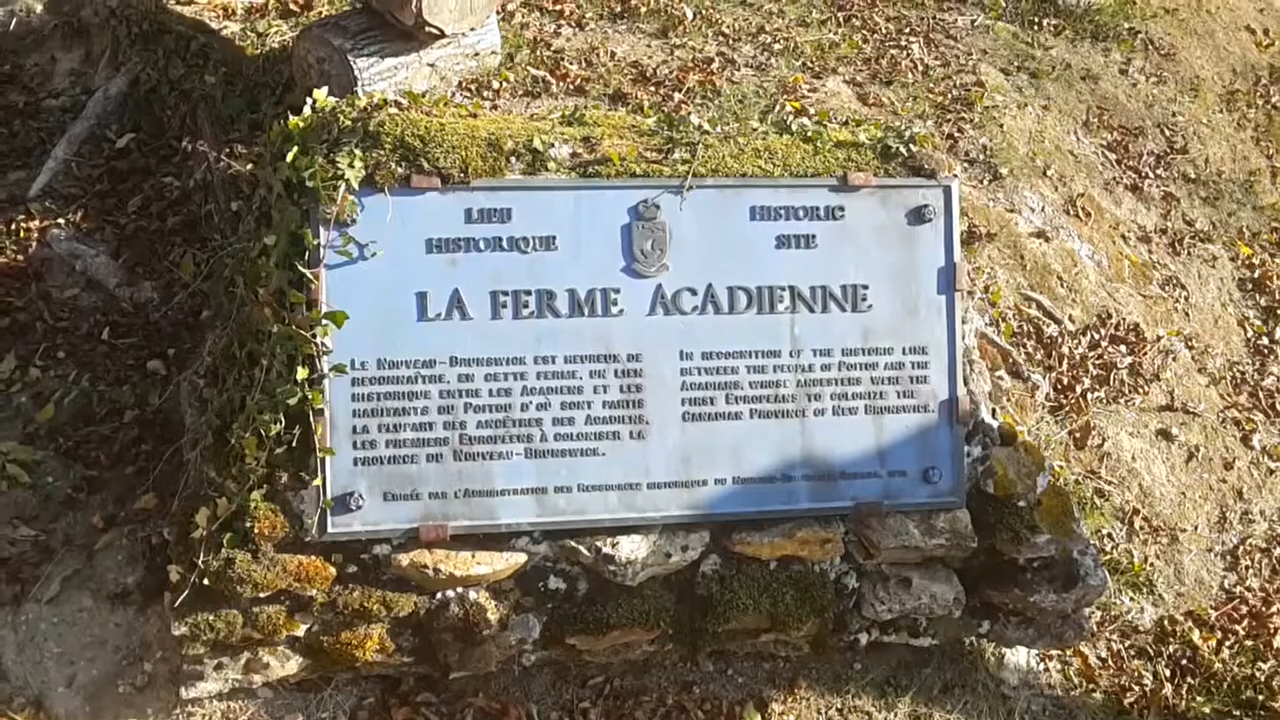 LIEU
HISTORIQUE
HISTORIC
SITE
LA FERME ACADIENNE
LE NOUVEAU-BRUNSWICK EST HEUREUX DE
RECONNAÎTRE, EN CETTE FERME, UN LIEN
HISTORIQUE ENTRE LES ACADIENS ET LES
HABITANTS DU POITOU D'OÙ SONT PARTIS
LA PLUPART DES ANCÊTRES DES ACADIENS,
LES PREMIERS EUROPÉENS À COLONISER LA
PROVINCE DU NOUVEAU-BRUNSWICK.
IN RECOGNITION OF THE HISTORIC LINK
BETWEEN THE PEOPLE OF POITOU AND THE
ACADIANS, WHOSE ANCESTERS WERE THE
FIRST EUROPEANS TO COLONIZE THE
CANADIAN PROVINCE OF NEW BRUNSWICK.
ERIGÉE PAR L'ADMINISTRATION DES RESSOURCES HISTORIQUES DU NOUVEAU-BRUNSWICK,